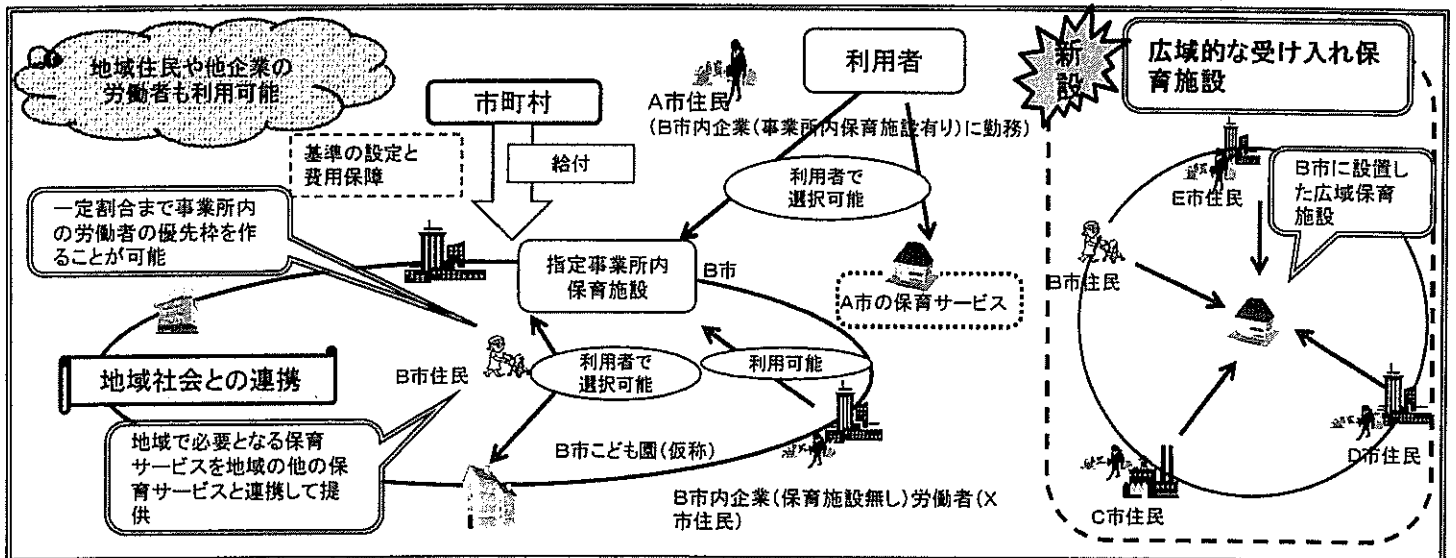 地域住民や他企業の
労働者も利用可能
市町村
基準の設定と
費用保障
給付
一定割合まで事業所内
の労働者の優先枠を作
ることが可能
利用者
A市住民
(B市内企業(事業所内保育施設有り)に勤務)
利用者で
選択可能
指定事業所内
保育施設
B市
A市の保育サービス
地域社会との連携
B市住民
利用者で
選択可能
利用可能
地域で必要となる保育
サービスを地域の他の保
育サービスと連携して提
供
B市こども園(仮称)
B市内企業(保育施設無し)労働者(X
市住民)
新
設
広域的な受け入れ保
育施設
E市住民
B市に設置し
た広域保育
施設
B市住民
D市住民
C市住民